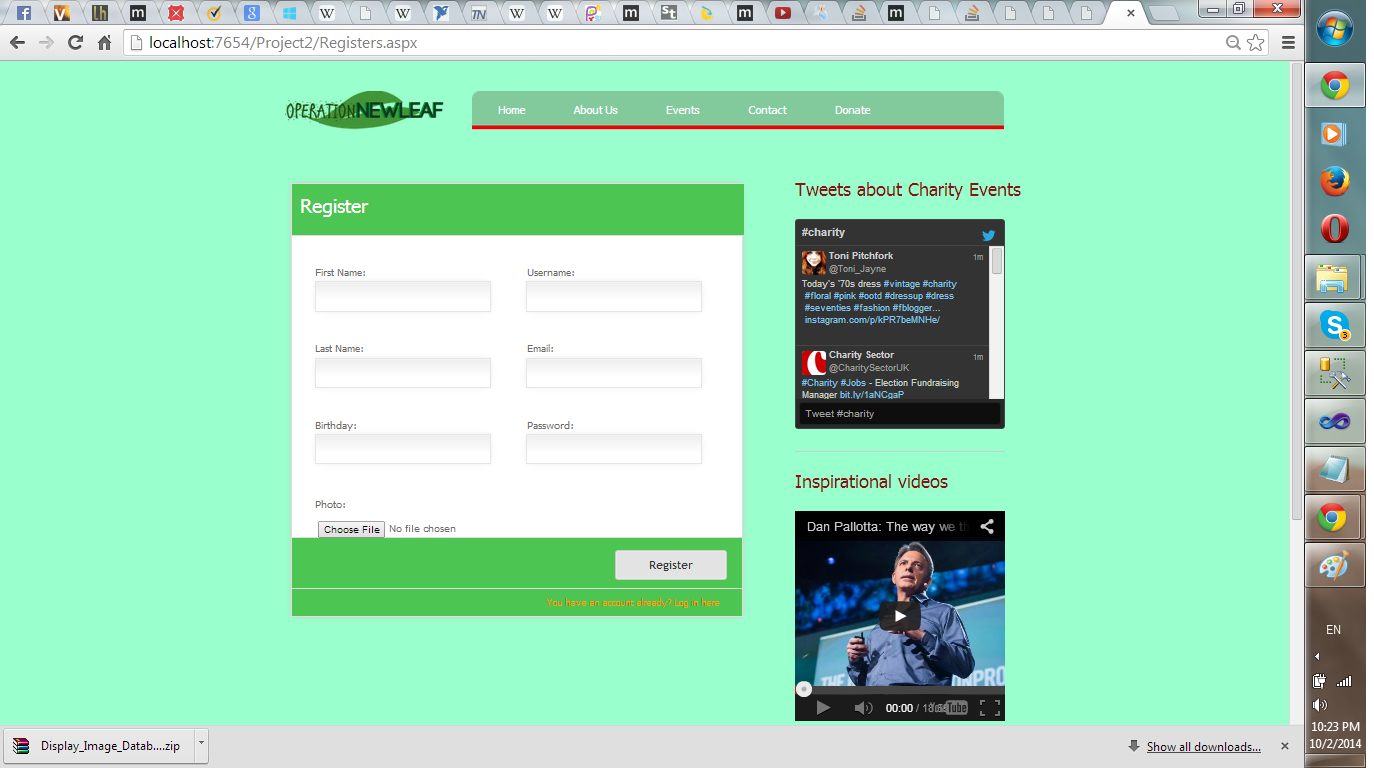 localhost:7654/Project2/Registers.aspx
OPERATIONNEWLEAF
Home About Us Events Contact Donate
Register
First Name:
Username:
Last Name:
Email:
Birthday:
Password:
Photo:
Choose File No file chosen
Register
You have an account already? Log in here
Tweets about Charity Events
#charity
Toni Pitchfork 1m
@Toni_Jayne
Today's '70s dress #vintage #charity
#floral #pink #ootd #dressup #dress
#seventies #fashion #fblogger...
instagram.com/p/kPR7beMNHe/
Charity Sector 1m
@CharitySectorUK
#Charity #Jobs - Election Fundraising
Manager bit.ly/1aNCgaP
Tweet #charity
Inspirational videos
Dan Pallotta: The way we th
THE
NONPRO
00:00 / 18:54
YouTube
Display_Image_Datab....zip
Show all downloads...
EN
10:23 PM
10/2/2014